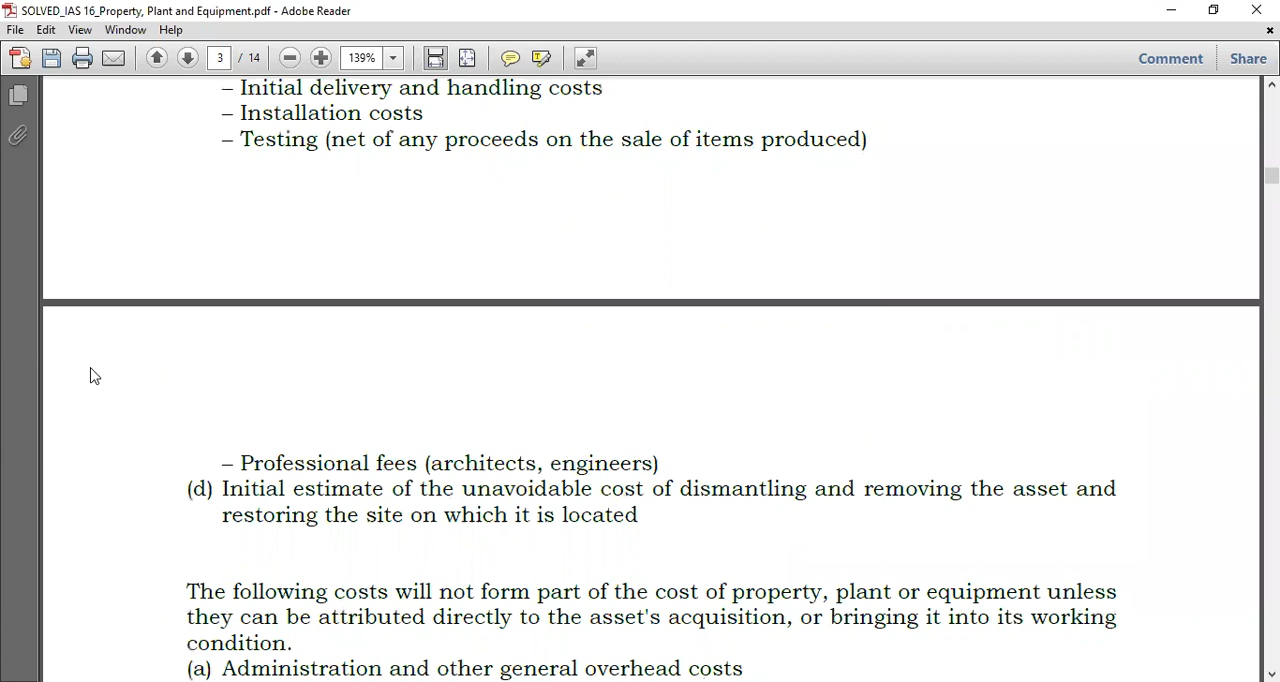 SOLVED_IAS 16_Property, Plant and Equipment.pdf - Adobe Reader
File Edit View Window Help
3 / 14 139% Comment Share
– Initial delivery and handling costs
– Installation costs
– Testing (net of any proceeds on the sale of items produced)
– Professional fees (architects, engineers)
(d) Initial estimate of the unavoidable cost of dismantling and removing the asset and
restoring the site on which it is located
The following costs will not form part of the cost of property, plant or equipment unless
they can be attributed directly to the asset's acquisition, or bringing it into its working
condition.
(a) Administration and other general overhead costs